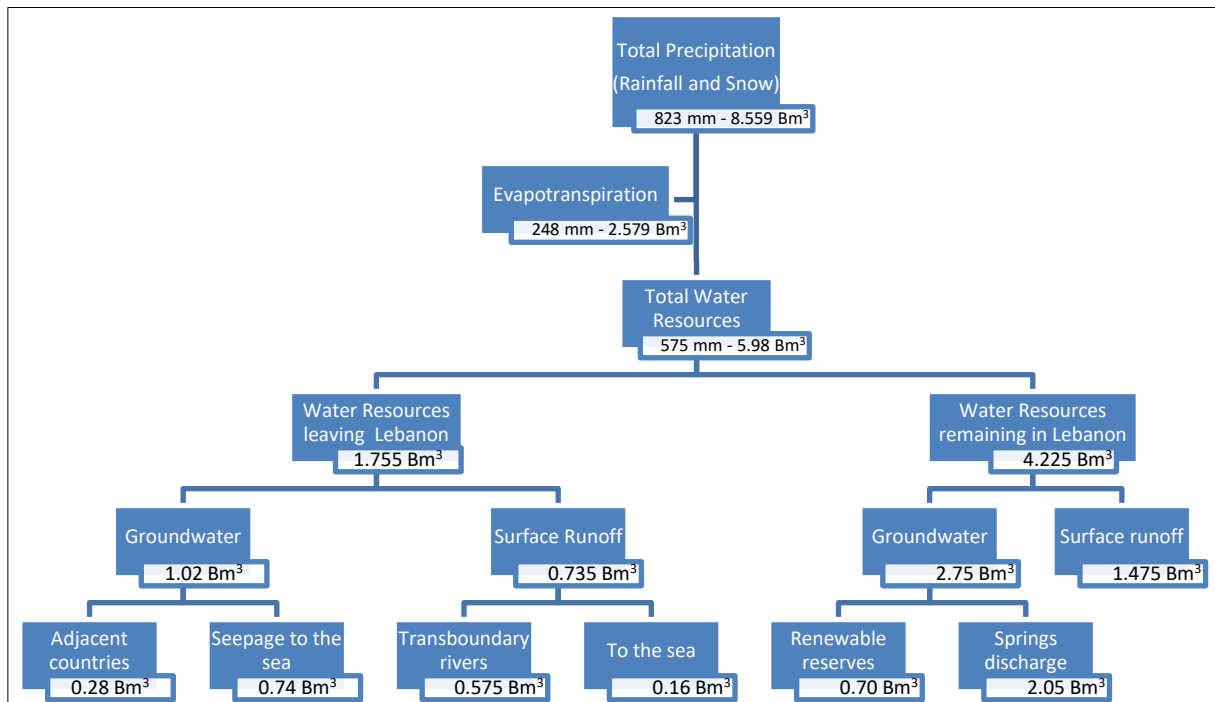 Total Precipitation
(Rainfall and Snow)
823 mm - 8.559 Bm³
Evapotranspiration
248 mm - 2.579 Bm³
Total Water
Resources
575 mm - 5.98 Bm³
Water Resources
leaving Lebanon
1.755 Bm³
Water Resources
remaining in Lebanon
4.225 Bm³
Groundwater
1.02 Bm³
Surface Runoff
0.735 Bm³
Groundwater
2.75 Bm³
Surface runoff
1.475 Bm³
Adjacent
countries
0.28 Bm³
Seepage to the
sea
0.74 Bm³
Transboundary
rivers
0.575 Bm³
To the sea
0.16 Bm³
Renewable
reserves
0.70 Bm³
Springs
discharge
2.05 Bm³